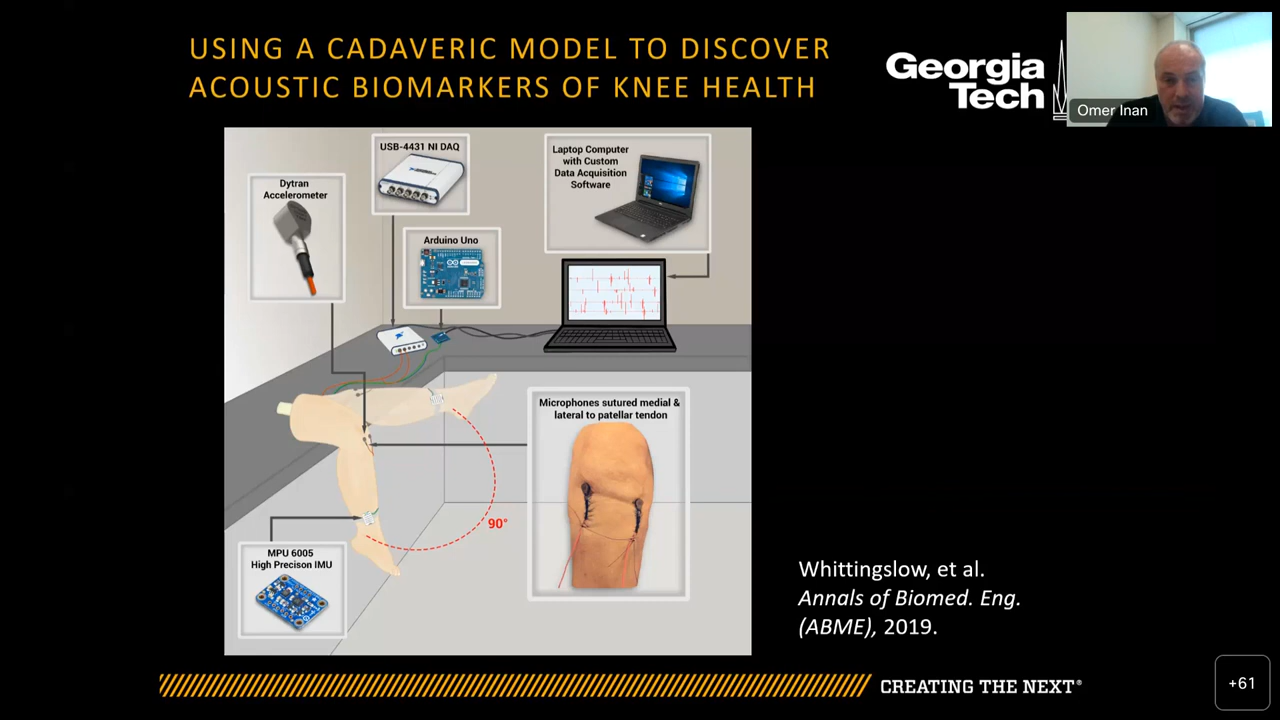 USING A CADAVERIC MODEL TO DISCOVER
ACOUSTIC BIOMARKERS OF KNEE HEALTH
Georgia
Tech
Omer Inan
USB-4431 NI DAQ
Laptop Computer
with Custom
Data Acquisition
Software
Dytran
Accelerometer
Arduino Uno
Microphones sutured medial &
lateral to patellar tendon
90°
MPU 6005
High Precison IMU
Whittingslow, et al.
Annals of Biomed. Eng.
(ABME), 2019.
CREATING THE NEXT®
+61